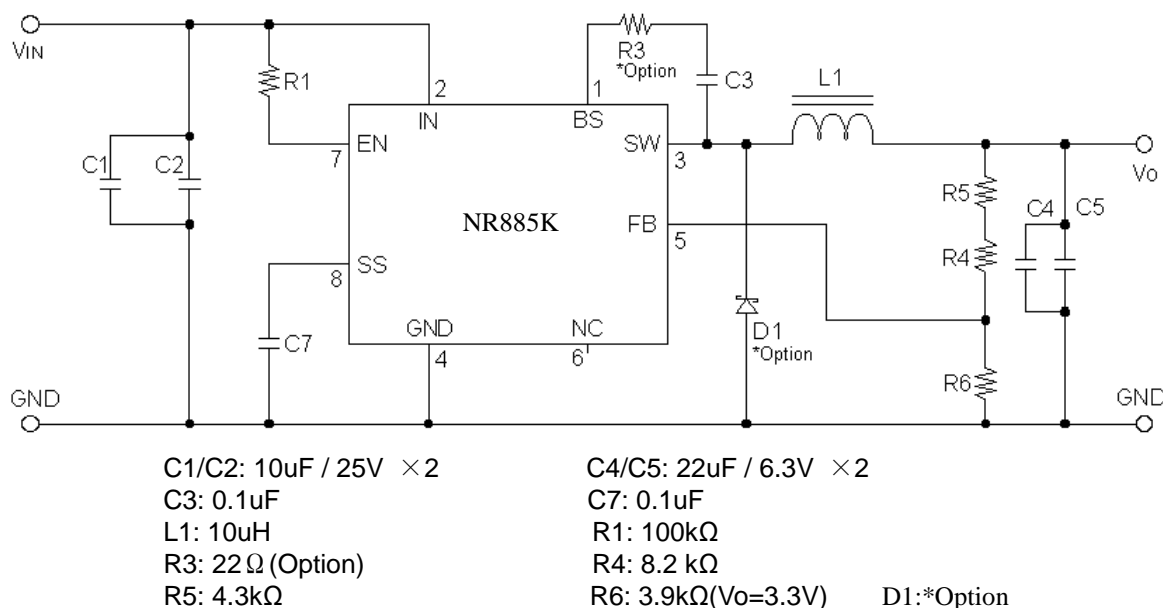 VIN
R1
R3
*Option
C3
L1
2
1
IN
BS
EN
7
SW
3
C1
C2
Vo
R5
C4
C5
NR885K
FB
5
R4
SS
8
GND
NC
D1
*Option
C7
4
6
R6
GND
GND
C1/C2: 10uF / 25V ×2
C4/C5: 22uF / 6.3V ×2
C3: 0.1uF
C7: 0.1uF
L1: 10uH
R1: 100kΩ
R3: 22Ω(Option)
R4: 8.2 kΩ
R5: 4.3kΩ
R6: 3.9kΩ(Vo=3.3V)
D1:*Option